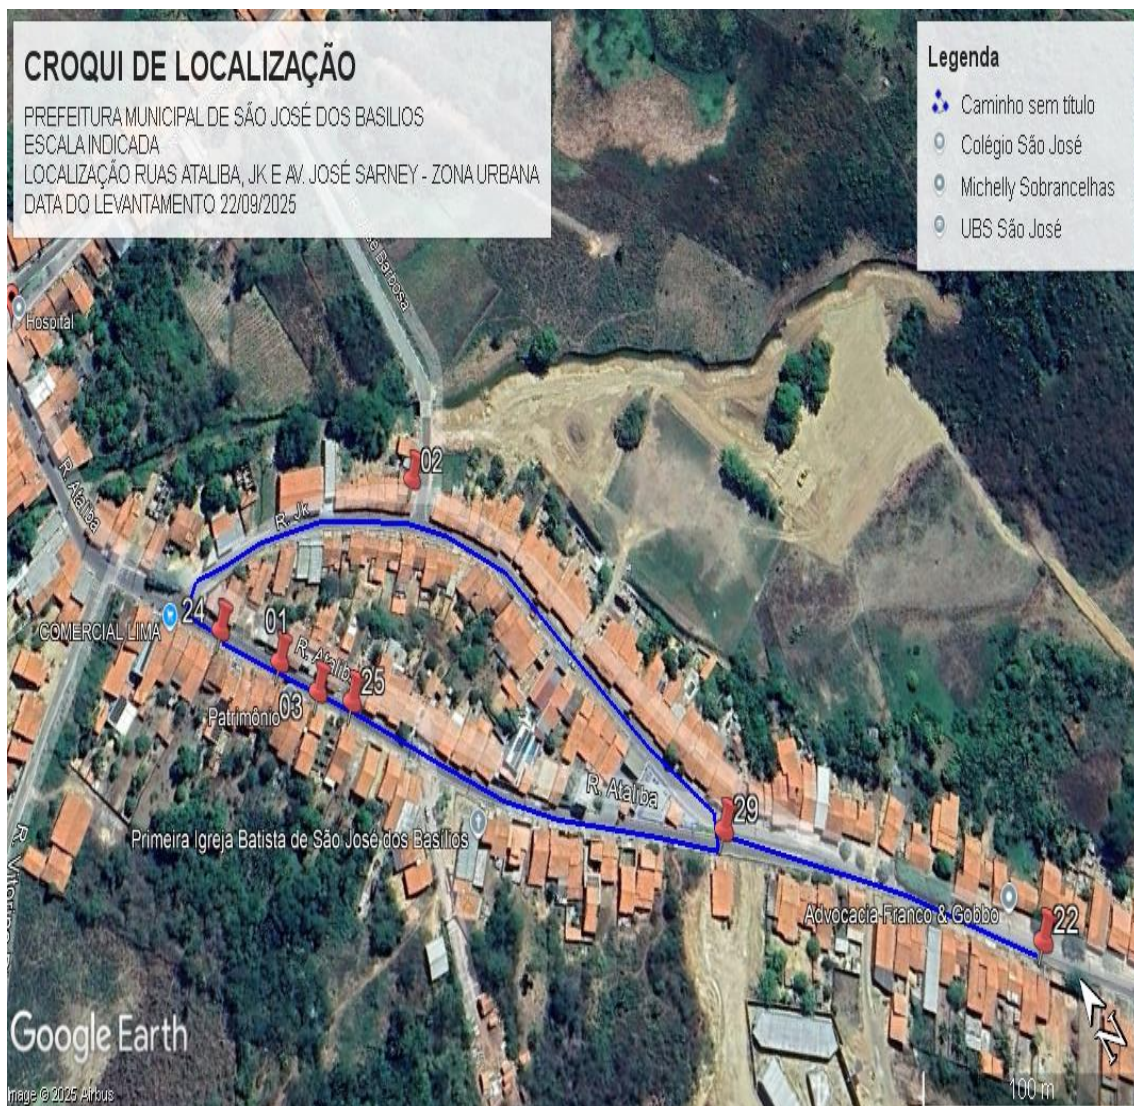 CROQUI DE LOCALIZAÇÃO
PREFEITURA MUNICIPAL DE SÃO JOSÉ DOS BASILIOS
ESCALA INDICADA
LOCALIZAÇÃO RUAS ATALIBA, JK E AV. JOSÉ SARNEY - ZONA URBANA
DATA DO LEVANTAMENTO 22/09/2025
Legenda
Caminho sem título
Colégio São José
Michelly Sobrancelhas
UBS São José
Barbosa
Hospital
R. Ataliba
02
R. Jk
24
COMERCIAL LIMA
01
R. Ataliba
25
03
Patrimônio
R. Ataliba
29
Primeira Igreja Batista de São José dos Basílios
Advocacia Franco & Gobbo
22
N
Google Earth
100 m
Image © 2025 Airbus